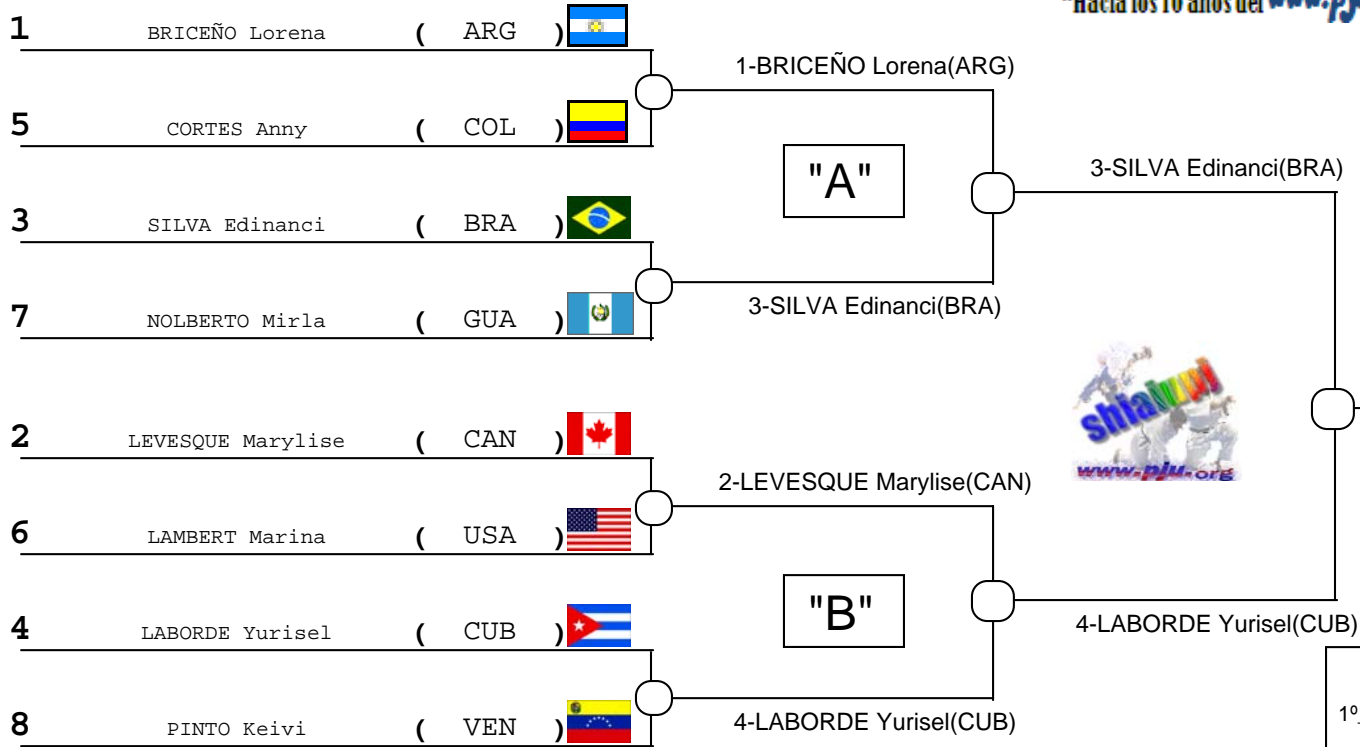 "Hacia los 10 años del www.pj
1 BRICEÑO Lorena ( ARG )
1-BRICEÑO Lorena(ARG)
5 CORTES Anny ( COL )
"A"
3-SILVA Edinanci(BRA)
3 SILVA Edinanci ( BRA )
3-SILVA Edinanci(BRA)
7 NOLBERTO Mirla ( GUA )
shiai
www.pju.org
2 LEVESQUE Marylise ( CAN )
2-LEVESQUE Marylise(CAN)
6 LAMBERT Marina ( USA )
"B"
4-LABORDE Yurisel(CUB)
4 LABORDE Yurisel ( CUB )
4-LABORDE Yurisel(CUB)
8 PINTO Keivi ( VEN )
1º